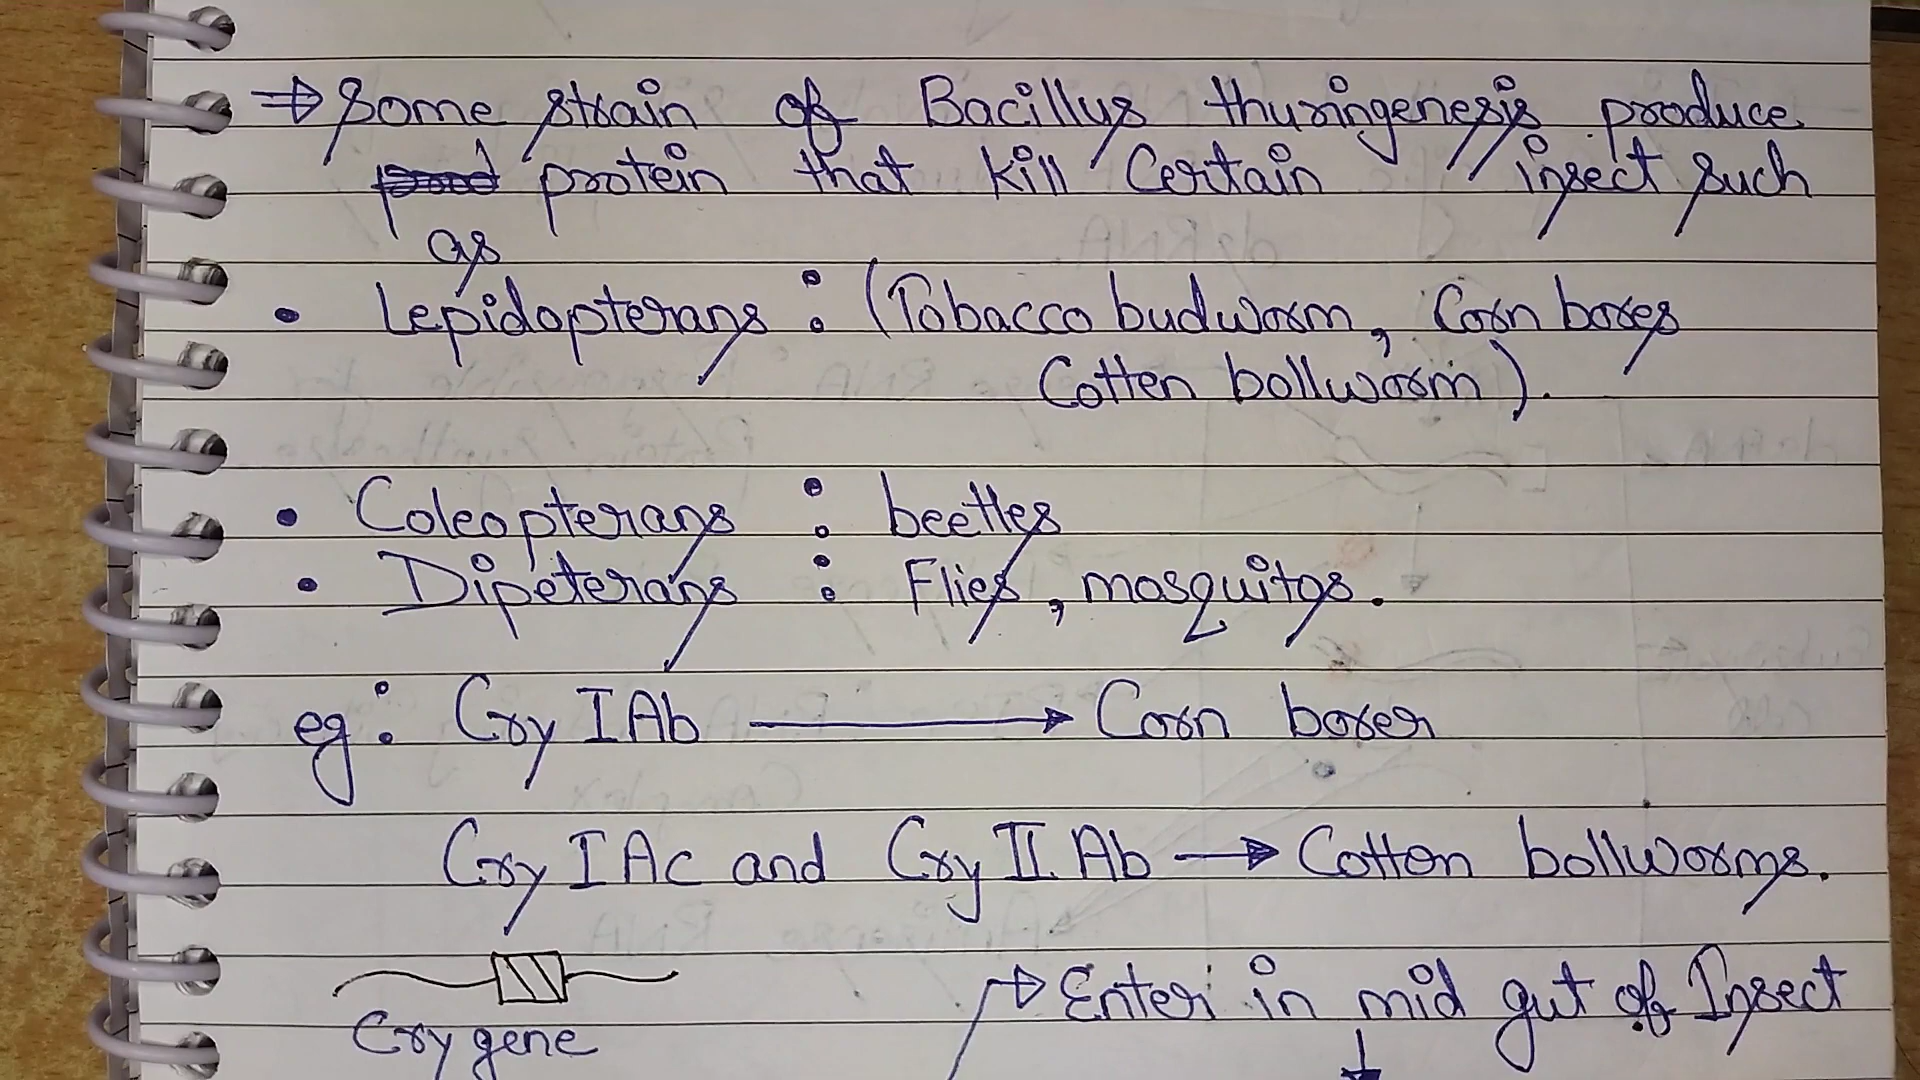 ⇒ Some strain of Bacillus thuringenesis produce
protein that kill Certain insect such
as
• Lepidopterans : (Tobacco budworm, Corn bores
Cotten bollworm).
• Coleopterans : beetles
• Dipeterans : Flies, mosquitos.
eg: Cry IAb → Corn borer
Cry IAc and Cry II Ab → Cotton bollworms.
→ Enter in mid gut of Insect
Cry gene